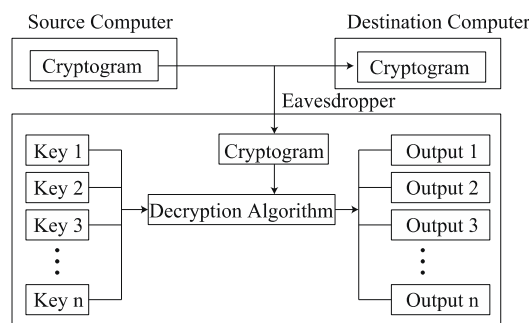 Source Computer
Destination Computer
Cryptogram
Cryptogram
Eavesdropper
Cryptogram
Key 1
Key 2
Key 3
Key n
Decryption Algorithm
Output 1
Output 2
Output 3
Output n